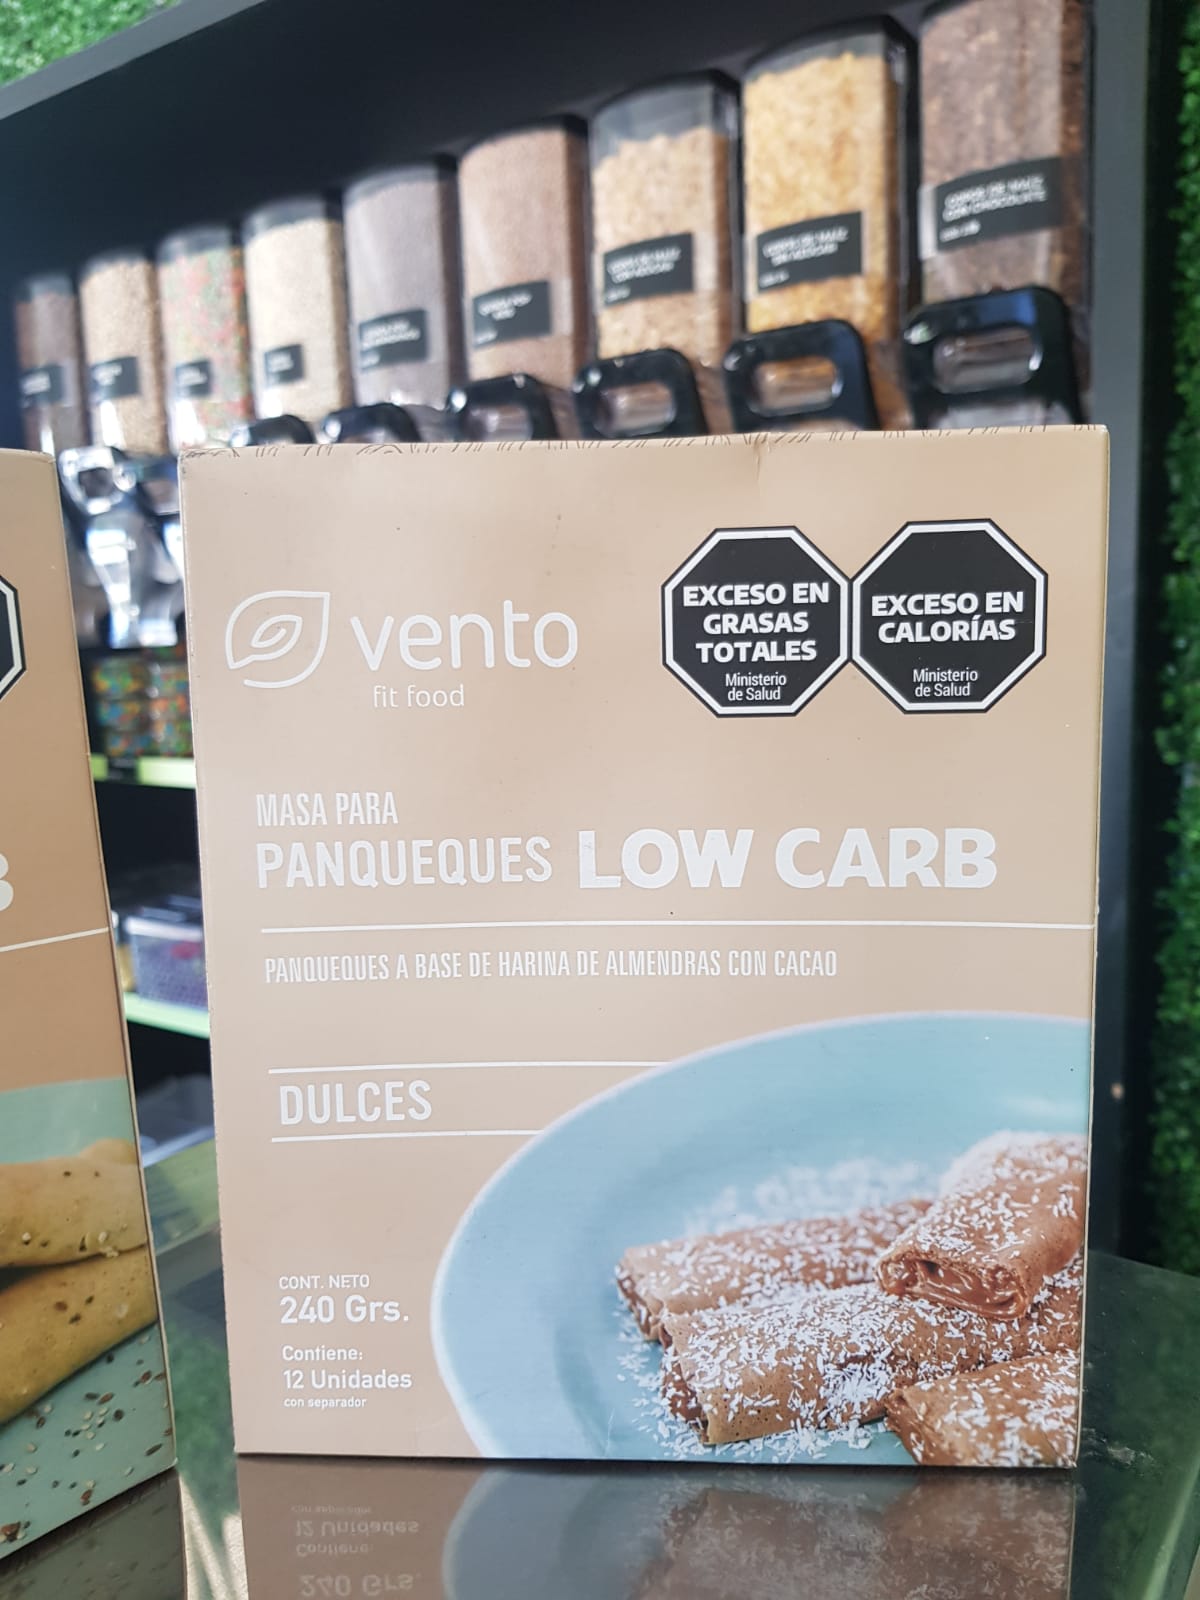 vento
fit food
EXCESO EN
GRASAS
TOTALES
Ministerio
de Salud
EXCESO EN
CALORÍAS
Ministerio
de Salud
MASA PARA
PANQUEQUES LOW CARB
PANQUEQUES A BASE DE HARINA DE ALMENDRAS CON CACAO
DULCES
CONT. NETO
240 Grs.
Contiene:
12 Unidades
con separador
B